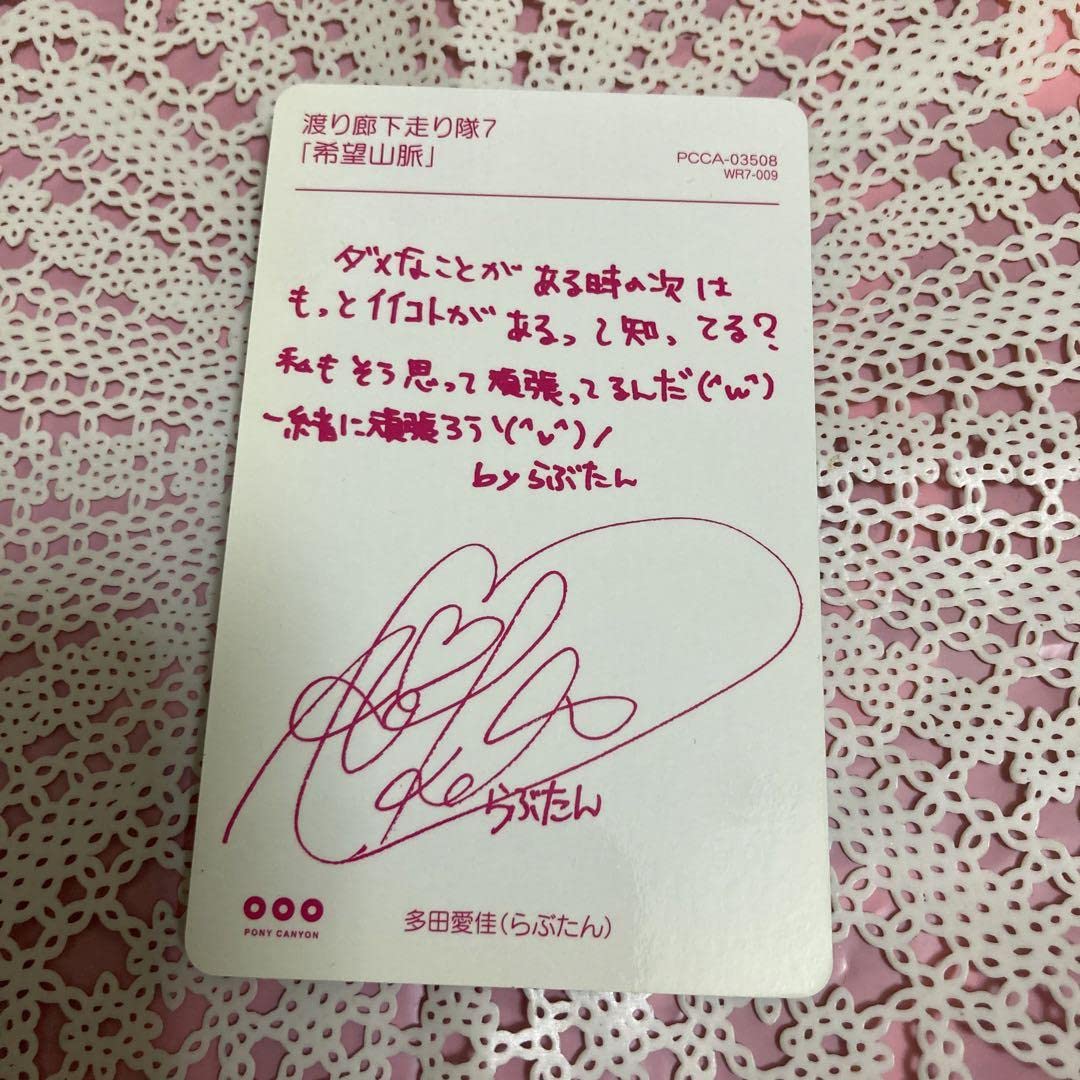 渡り廊下走り隊7
「希望山脈」
PCCA-03508
WR7-009
ダメなことが ある時の次は
もっとイイコトが あるって知ってる?
私もそう思って頑張ってるんだ(^ω^)
一緒に頑張ろう\(^v^)/
byらぶたん
らぶたん
PONY CANYON
多田愛佳(らぶたん)